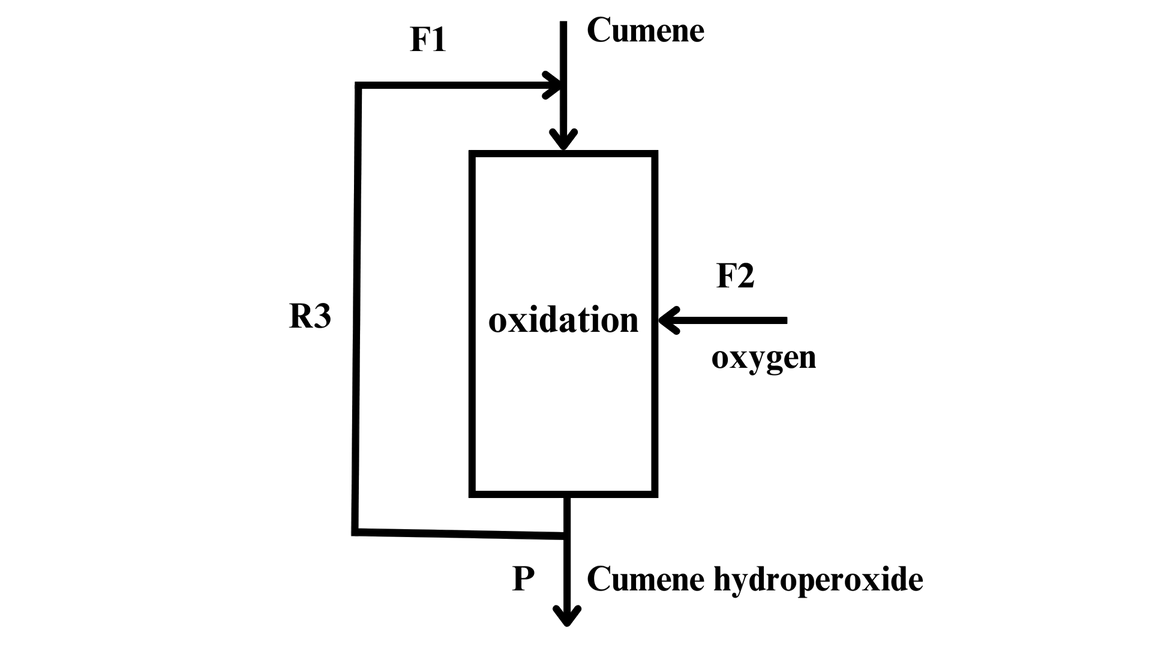 F1
Cumene
R3
oxidation
F2
oxygen
P
Cumene hydroperoxide